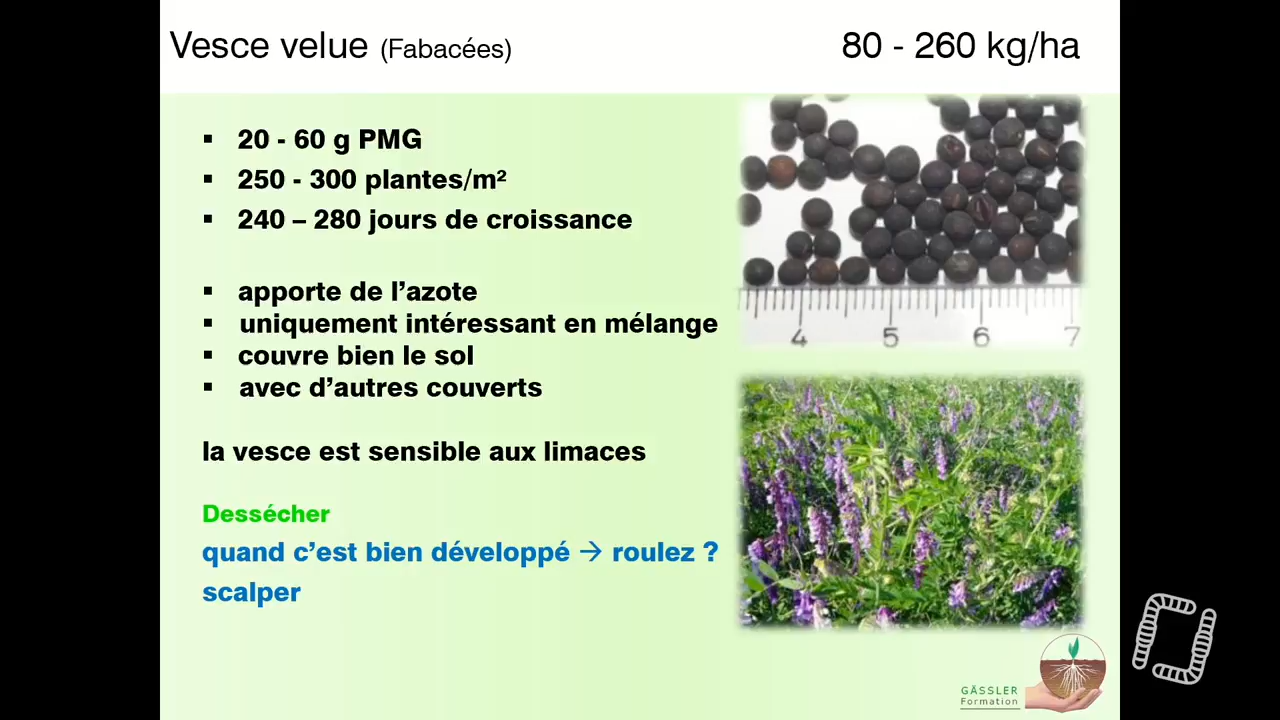 Vesce velue (Fabacées)
80 - 260 kg/ha
▪ 20 - 60 g PMG
▪ 250 - 300 plantes/m²
▪ 240 – 280 jours de croissance
▪ apporte de l’azote
▪ uniquement intéressant en mélange
▪ couvre bien le sol
▪ avec d’autres couverts
la vesce est sensible aux limaces
Dessécher
quand c’est bien développé → roulez ?
scalper
4 5 6 7
GÄSSLER
Formation